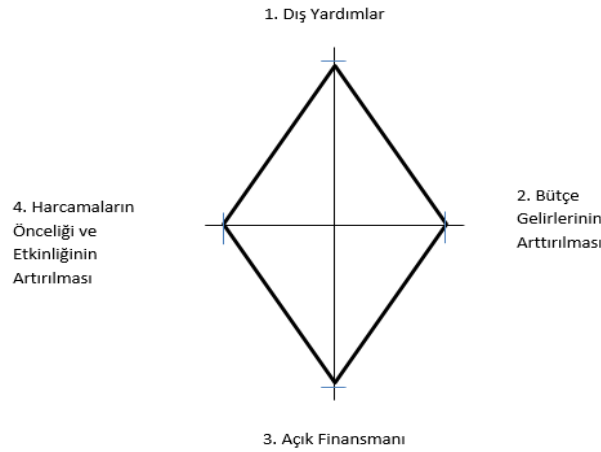 1. Dış Yardımlar
2. Bütçe
Gelirlerinin
Arttırılması
3. Açık Finansmanı
4. Harcamaların
Önceliği ve
Etkinliğinin
Artırılması